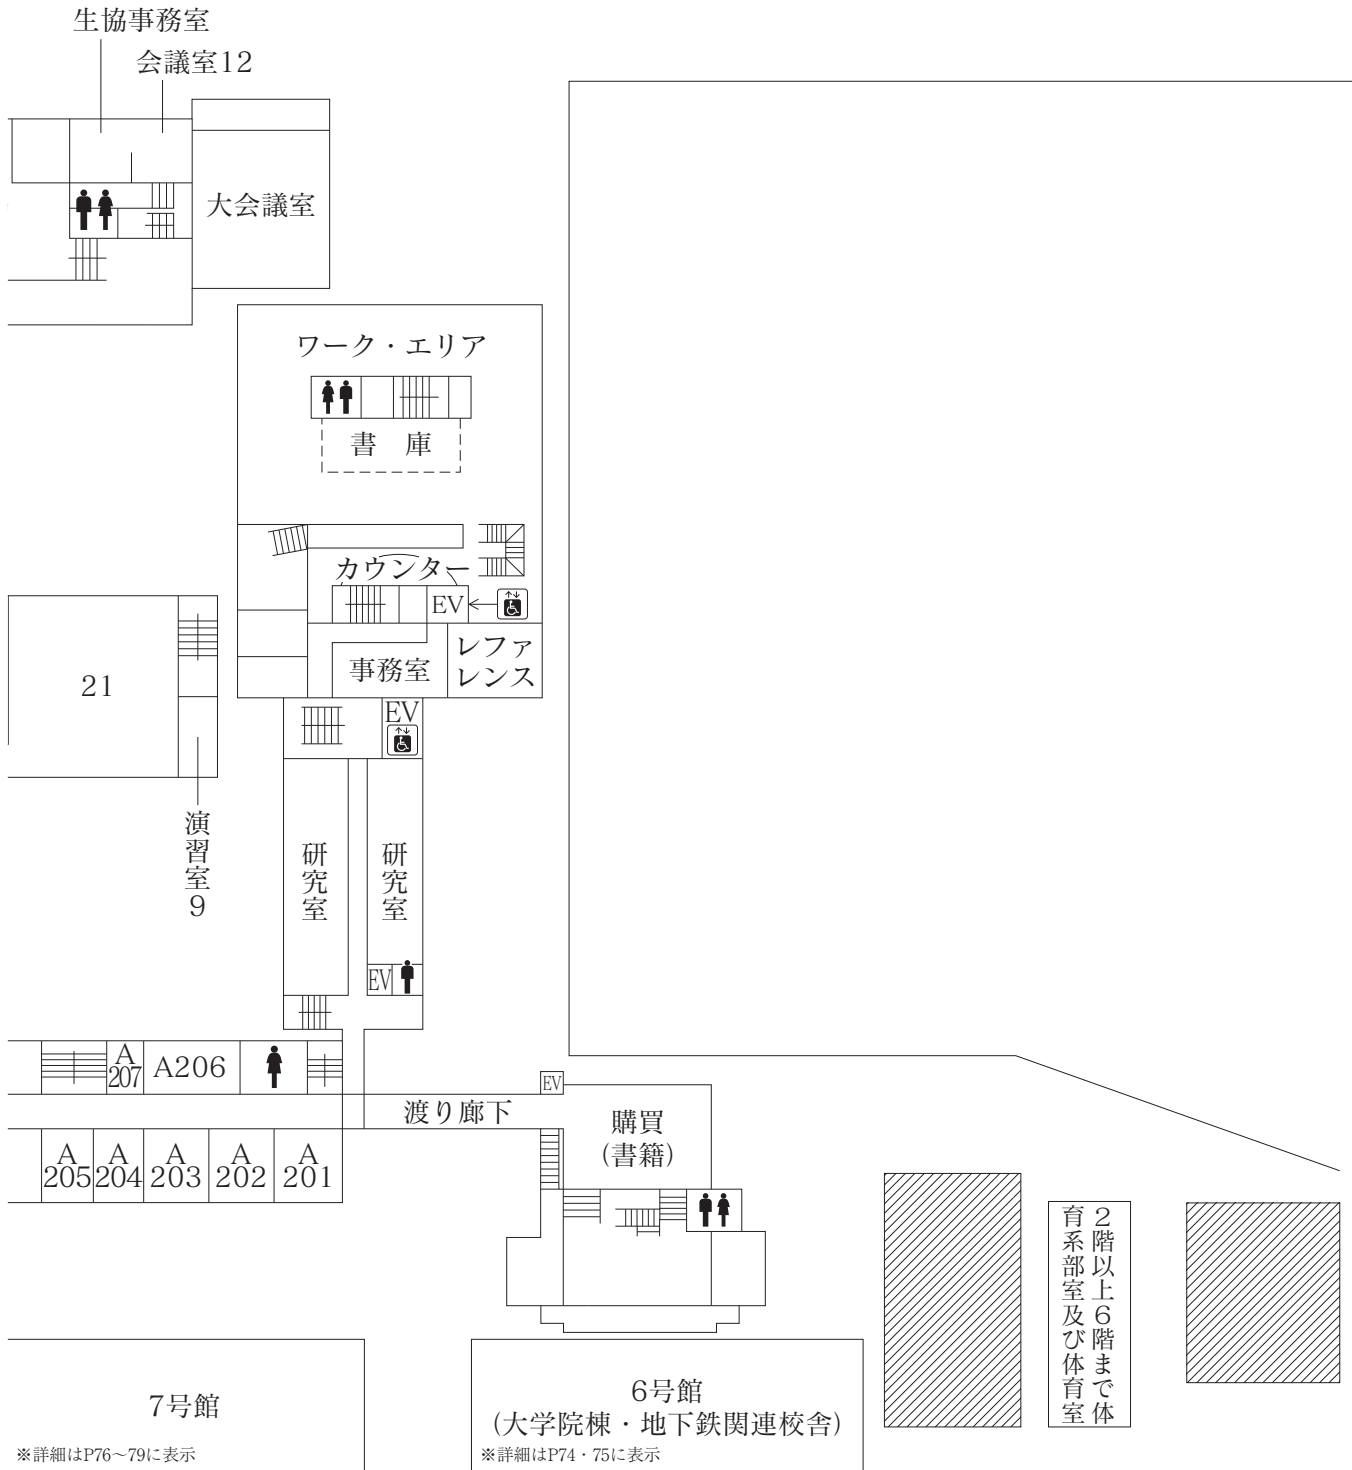 生協事務室
会議室12
大会議室
ワーク・エリア
書 庫
カウンター
EV
レファ
レンス
事務室
21
EV
演習室9
研究室
研究室
EV
A
207
A206
EV
渡り廊下
購買
(書籍)
A
205
A
204
A
203
A
202
A
201
2階以上6階まで体
育系部室及び体育室
7号館
※詳細はP76～79に表示
6号館
(大学院棟・地下鉄関連校舎)
※詳細はP74・75に表示